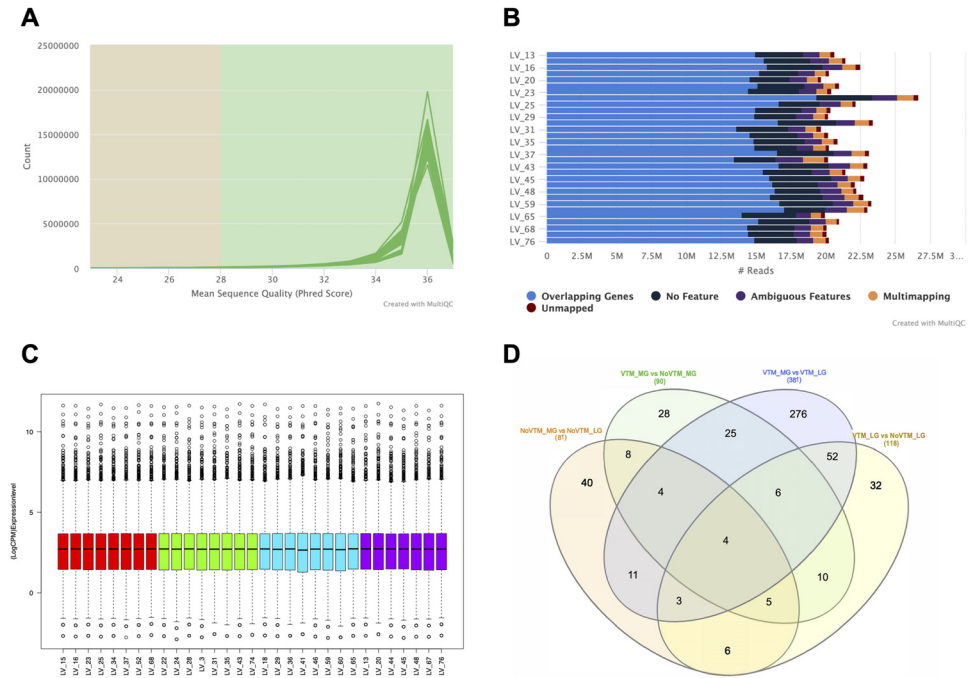 A
25000000
20000000
15000000
10000000
5000000
0
Count
24
26
28
30
32
34
36
Mean Sequence Quality (Phred Score)
Created with MultiQC
B
LV_13
LV_16
LV_20
LV_23
LV_25
LV_29
LV_31
LV_35
LV_37
LV_43
LV_45
LV_48
LV_59
LV_65
LV_68
LV_76
0
2.5M
5M
7.5M
10M
12.5M
15M
17.5M
20M
22.5M
25M
27.5M
3...
# Reads
Overlapping Genes
No Feature
Ambiguous Features
Multimapping
Unmapped
Created with MultiQC
C
(LogCPM)Expressionlevel
10
5
0
LV_15
LV_16
LV_23
LV_25
LV_34
LV_37
LV_52
LV_68
LV_22
LV_24
LV_28
LV_3
LV_31
LV_35
LV_43
LV_74
LV_18
LV_29
LV_36
LV_41
LV_46
LV_59
LV_60
LV_65
LV_13
LV_20
LV_44
LV_45
LV_48
LV_67
LV_76
D
VTM_MG vs NoVTM_MG
(90)
VTM_MG vs VTM_LG
(381)
NoVTM_MG vs NoVTM_LG
(81)
VTM_LG vs NoVTM_LG
(118)
28
276
25
8
52
40
4
6
32
4
11
10
3
5
6